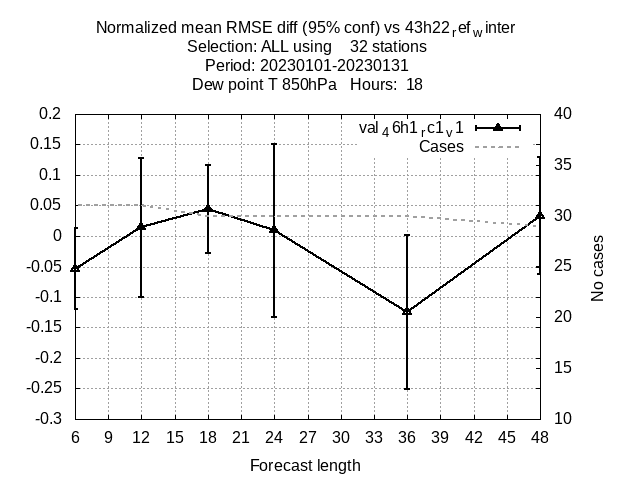 Normalized mean RMSE diff (95% conf) vs 43h22refwinter
Selection: ALL using 32 stations
Period: 20230101-20230131
Dew point T 850hPa Hours: 18
val46h1rc1v1
Cases
0.2
0.15
0.1
0.05
0
-0.05
-0.1
-0.15
-0.2
-0.25
-0.3
40
35
30
25
20
15
10
No cases
6 9 12 15 18 21 24 27 30 33 36 39 42 45 48
Forecast length